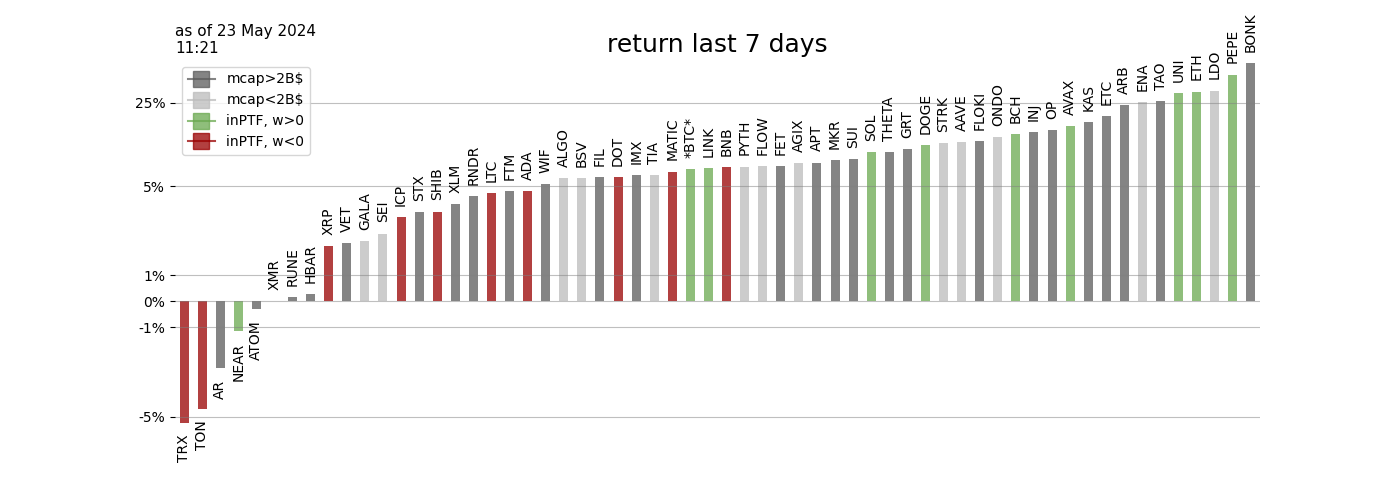 as of 23 May 2024
11:21
return last 7 days
mcap>2B$
mcap<2B$
inPTF, w>0
inPTF, w<0
25%
5%
1%
0%
-1%
-5%
TRX
TON
AR
NEAR
ATOM
XMR
RUNE
HBAR
XRP
VET
GALA
SEI
ICP
STX
SHIB
XLM
RNDR
LTC
FTM
ADA
WIF
ALGO
BSV
FIL
DOT
IMX
TIA
MATIC
*BTC*
LINK
BNB
PYTH
FLOW
FET
AGIX
APT
MKR
SUI
SOL
THETA
GRT
DOGE
STRK
AAVE
FLOKI
ONDO
BCH
INJ
OP
AVAX
KAS
ETC
ARB
ENA
TAO
UNI
ETH
LDO
PEPE
BONK